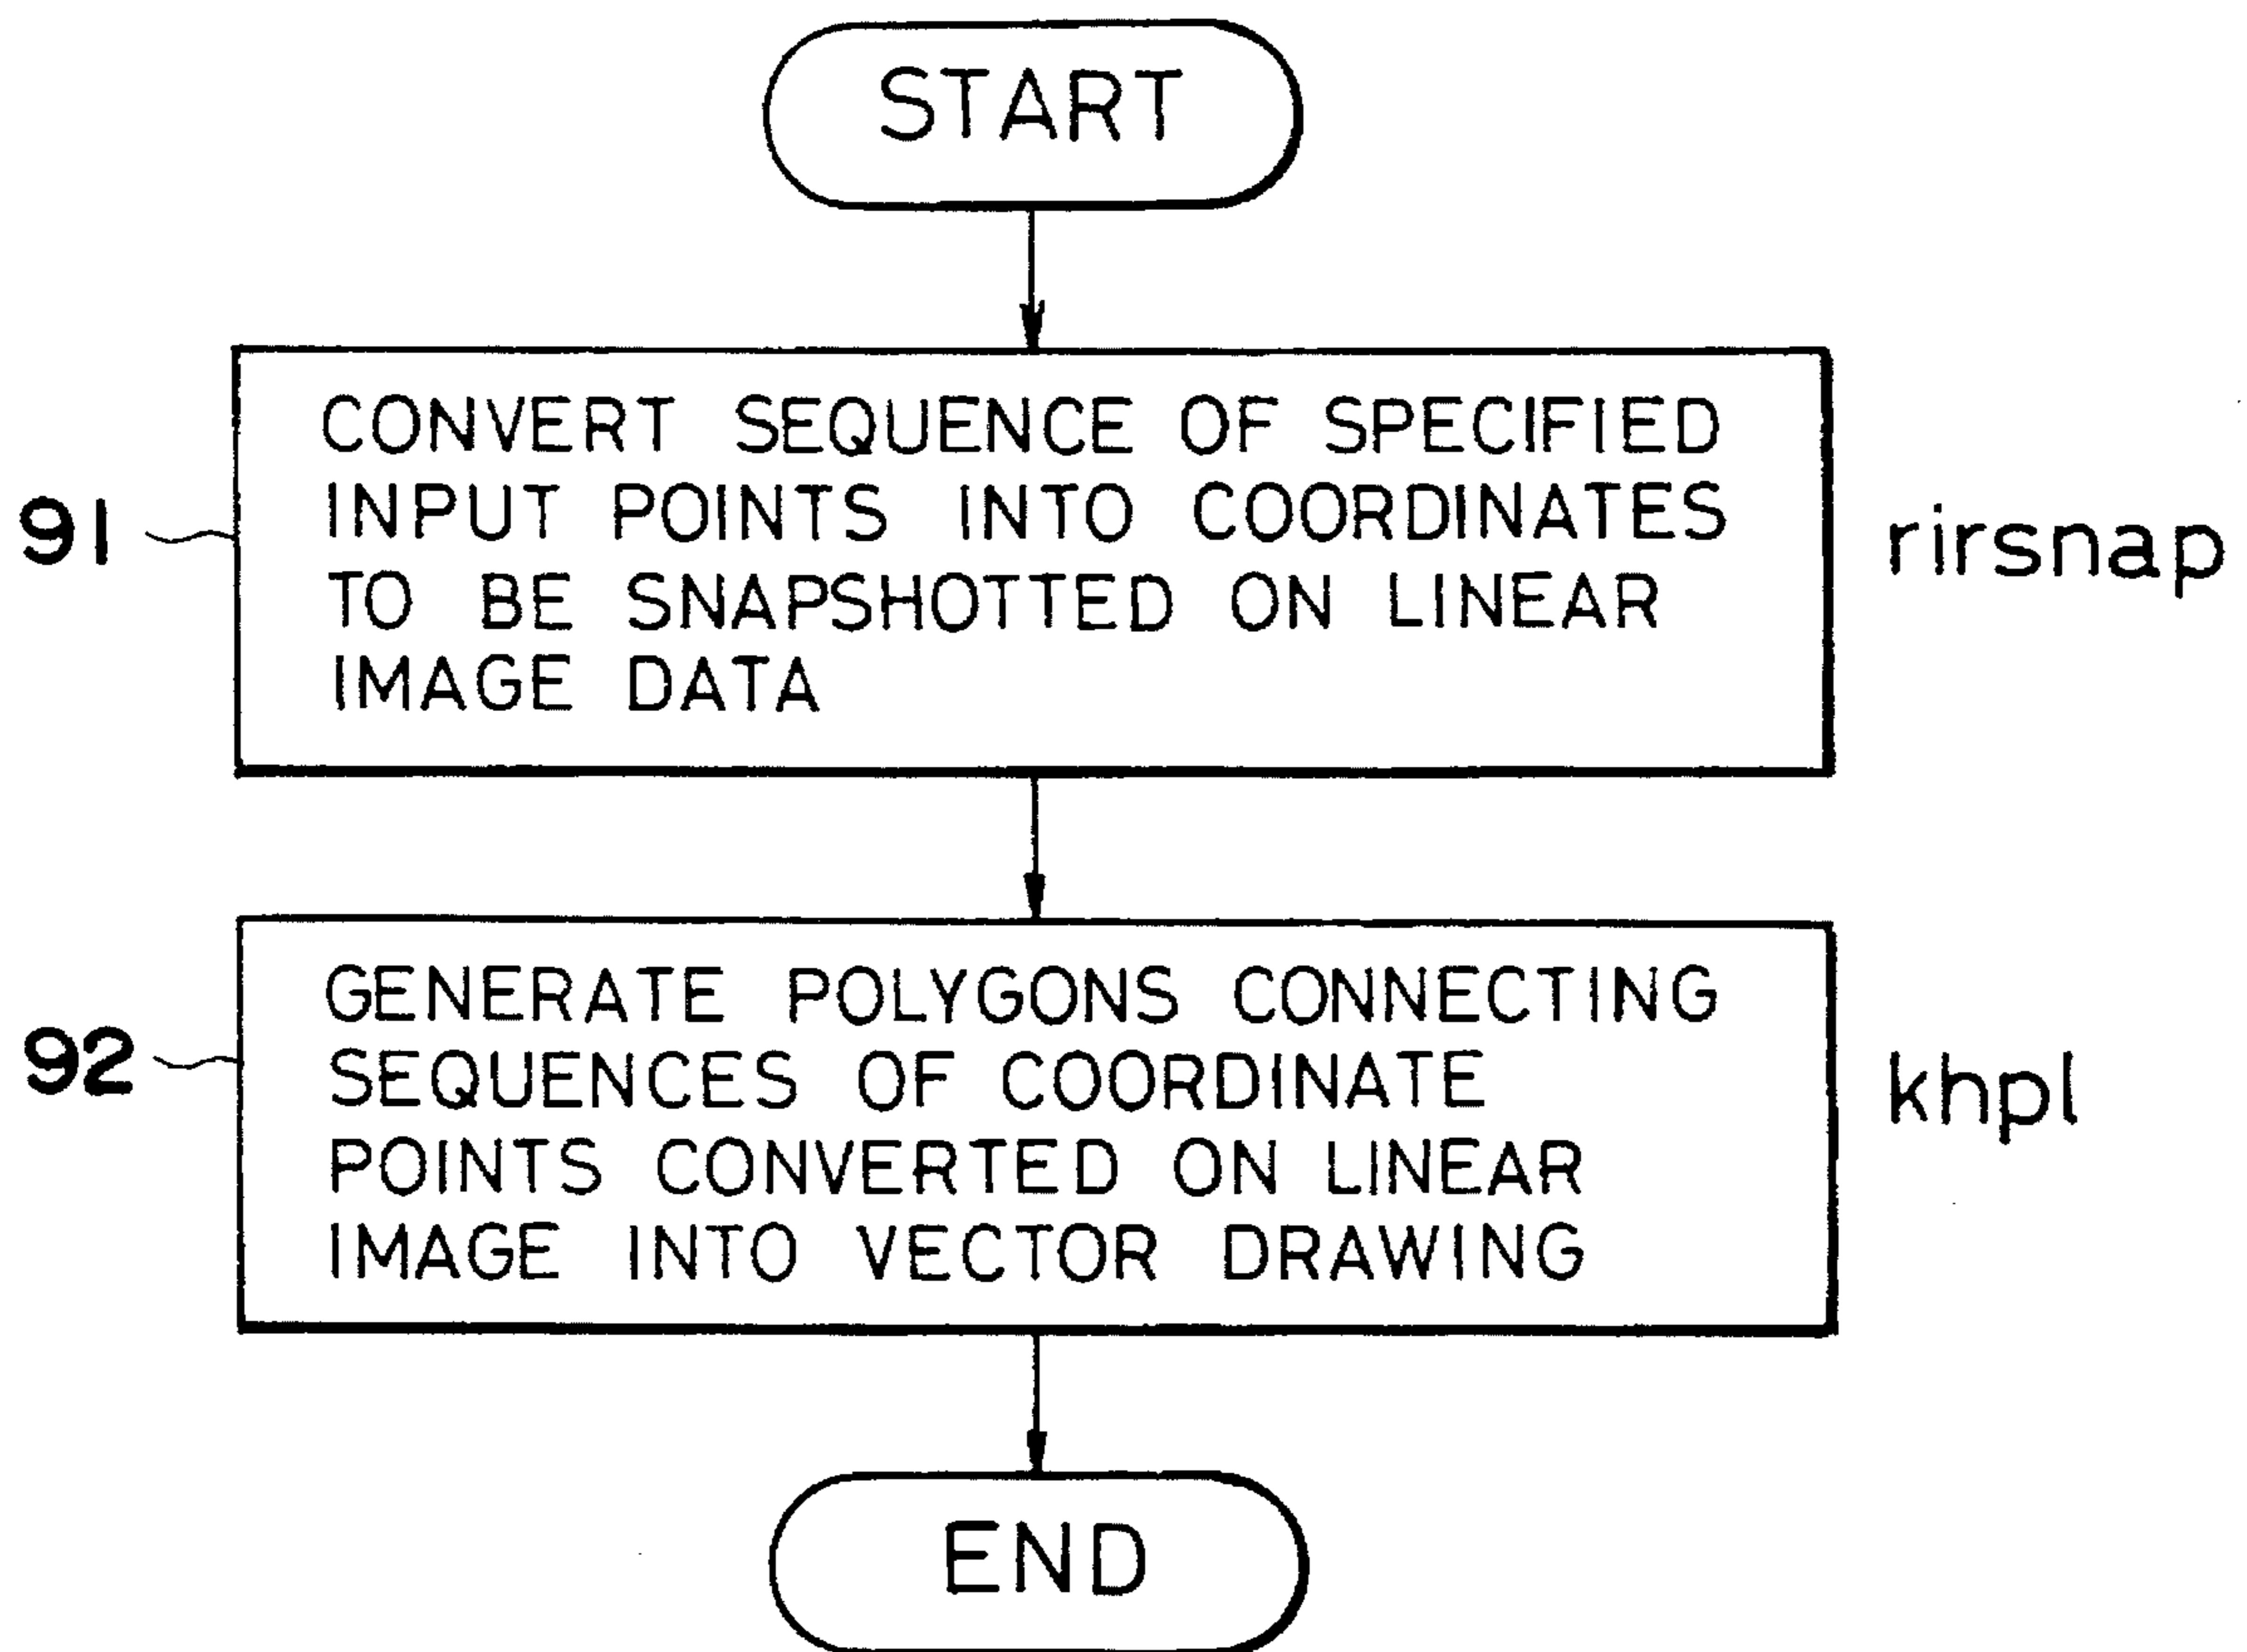 START
CONVERT SEQUENCE OF SPECIFIED
INPUT POINTS INTO COORDINATES
TO BE SNAPSHOTTED ON LINEAR
IMAGE DATA
91
rirsnap
GENERATE POLYGONS CONNECTING
SEQUENCES OF COORDINATE
POINTS CONVERTED ON LINEAR
IMAGE INTO VECTOR DRAWING
92
khpl
END